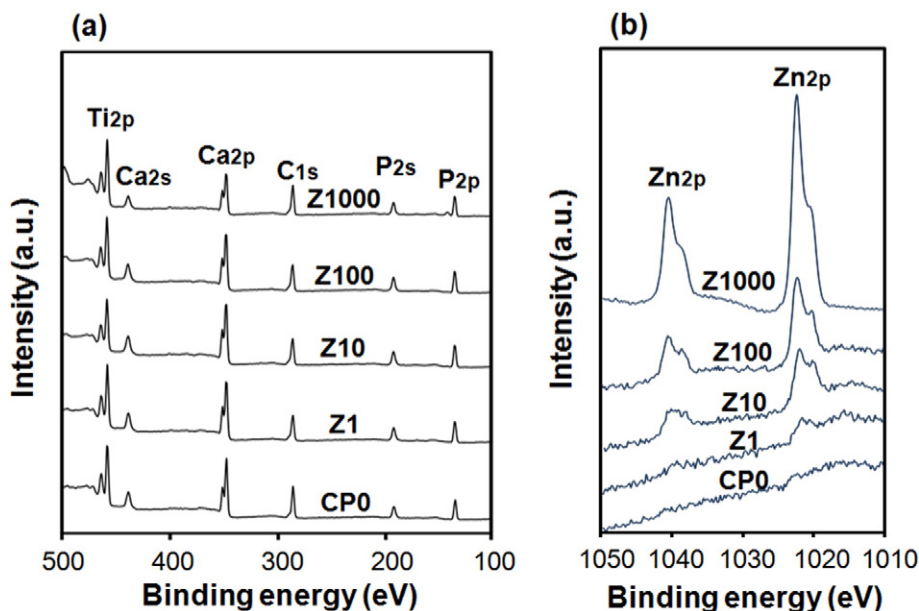 (a)
Ti2p
Ca2s
Ca2p
C1s
P2s
P2p
Z1000
Z100
Z10
Z1
CP0
Intensity (a.u.)
500 400 300 200 100
Binding energy (eV)
(b)
Zn2p
Zn2p
Z1000
Z100
Z10
Z1
CP0
Intensity (a.u.)
1050 1040 1030 1020 1010
Binding energy (eV)